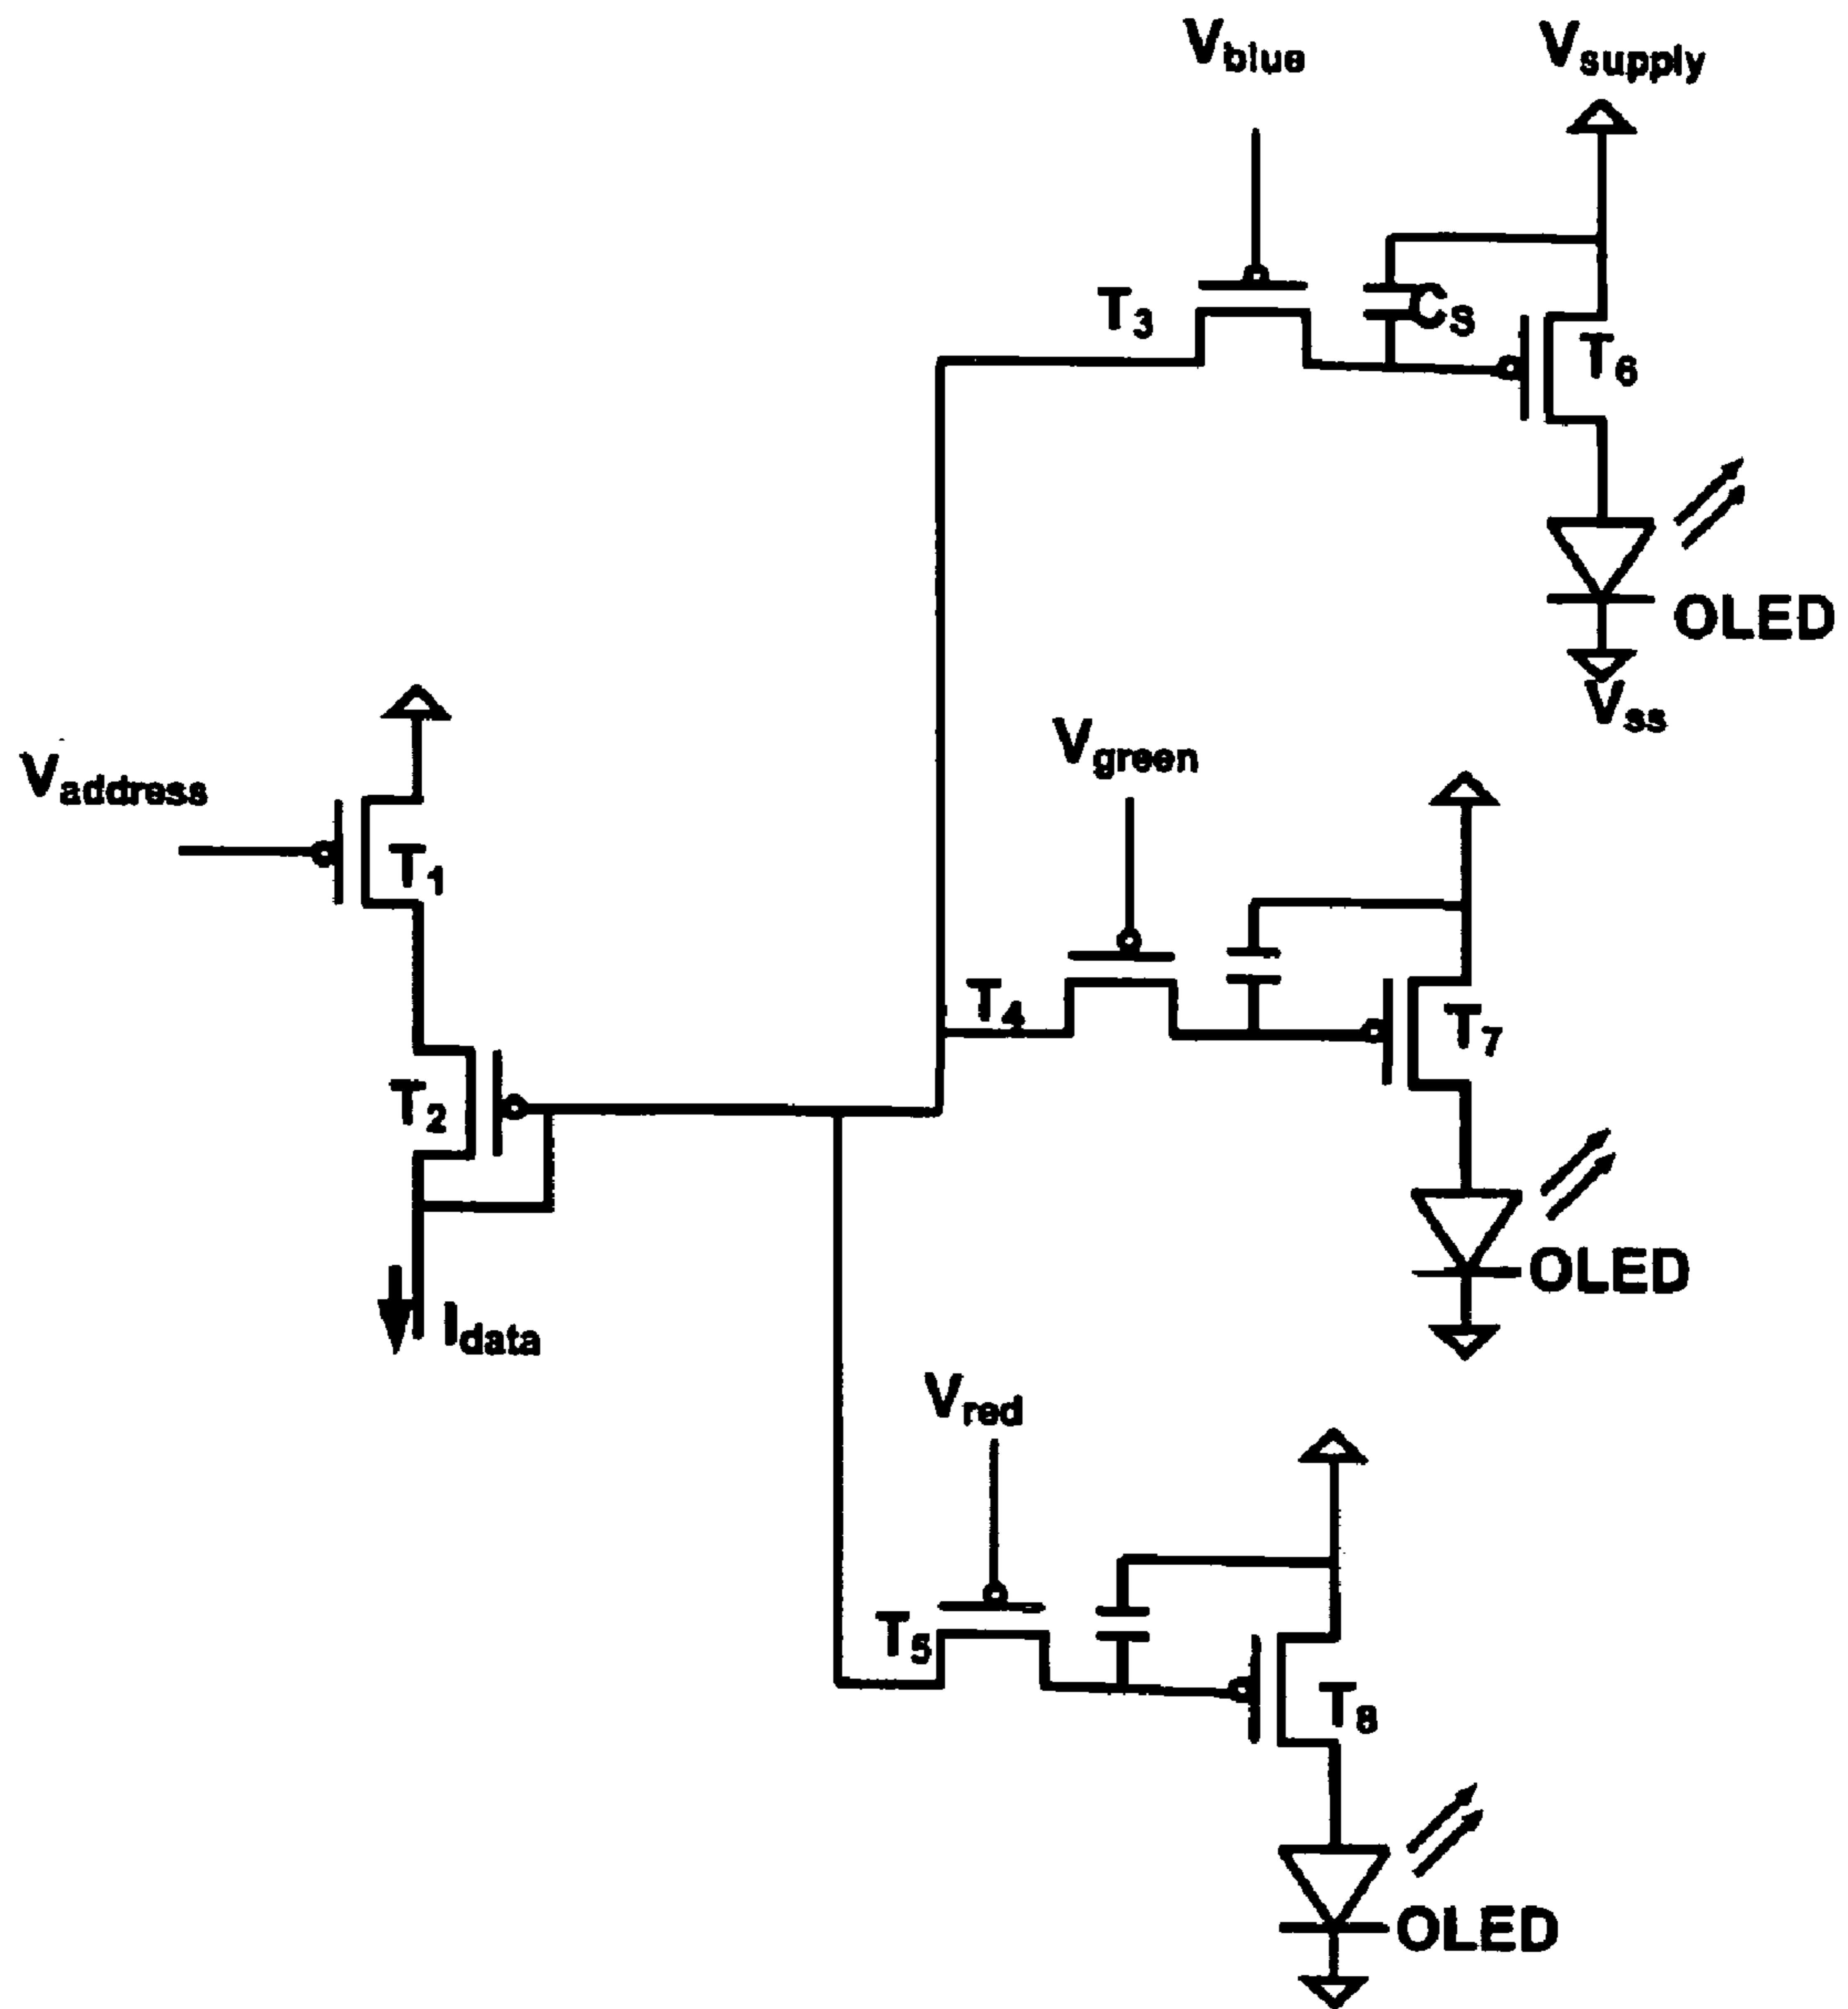 Vblue
Vsupply
T3
CS
T6
OLED
Vss
Vaddress
Vgreen
T1
T4
T7
T2
OLED
Idata
Vred
T5
T8
OLED